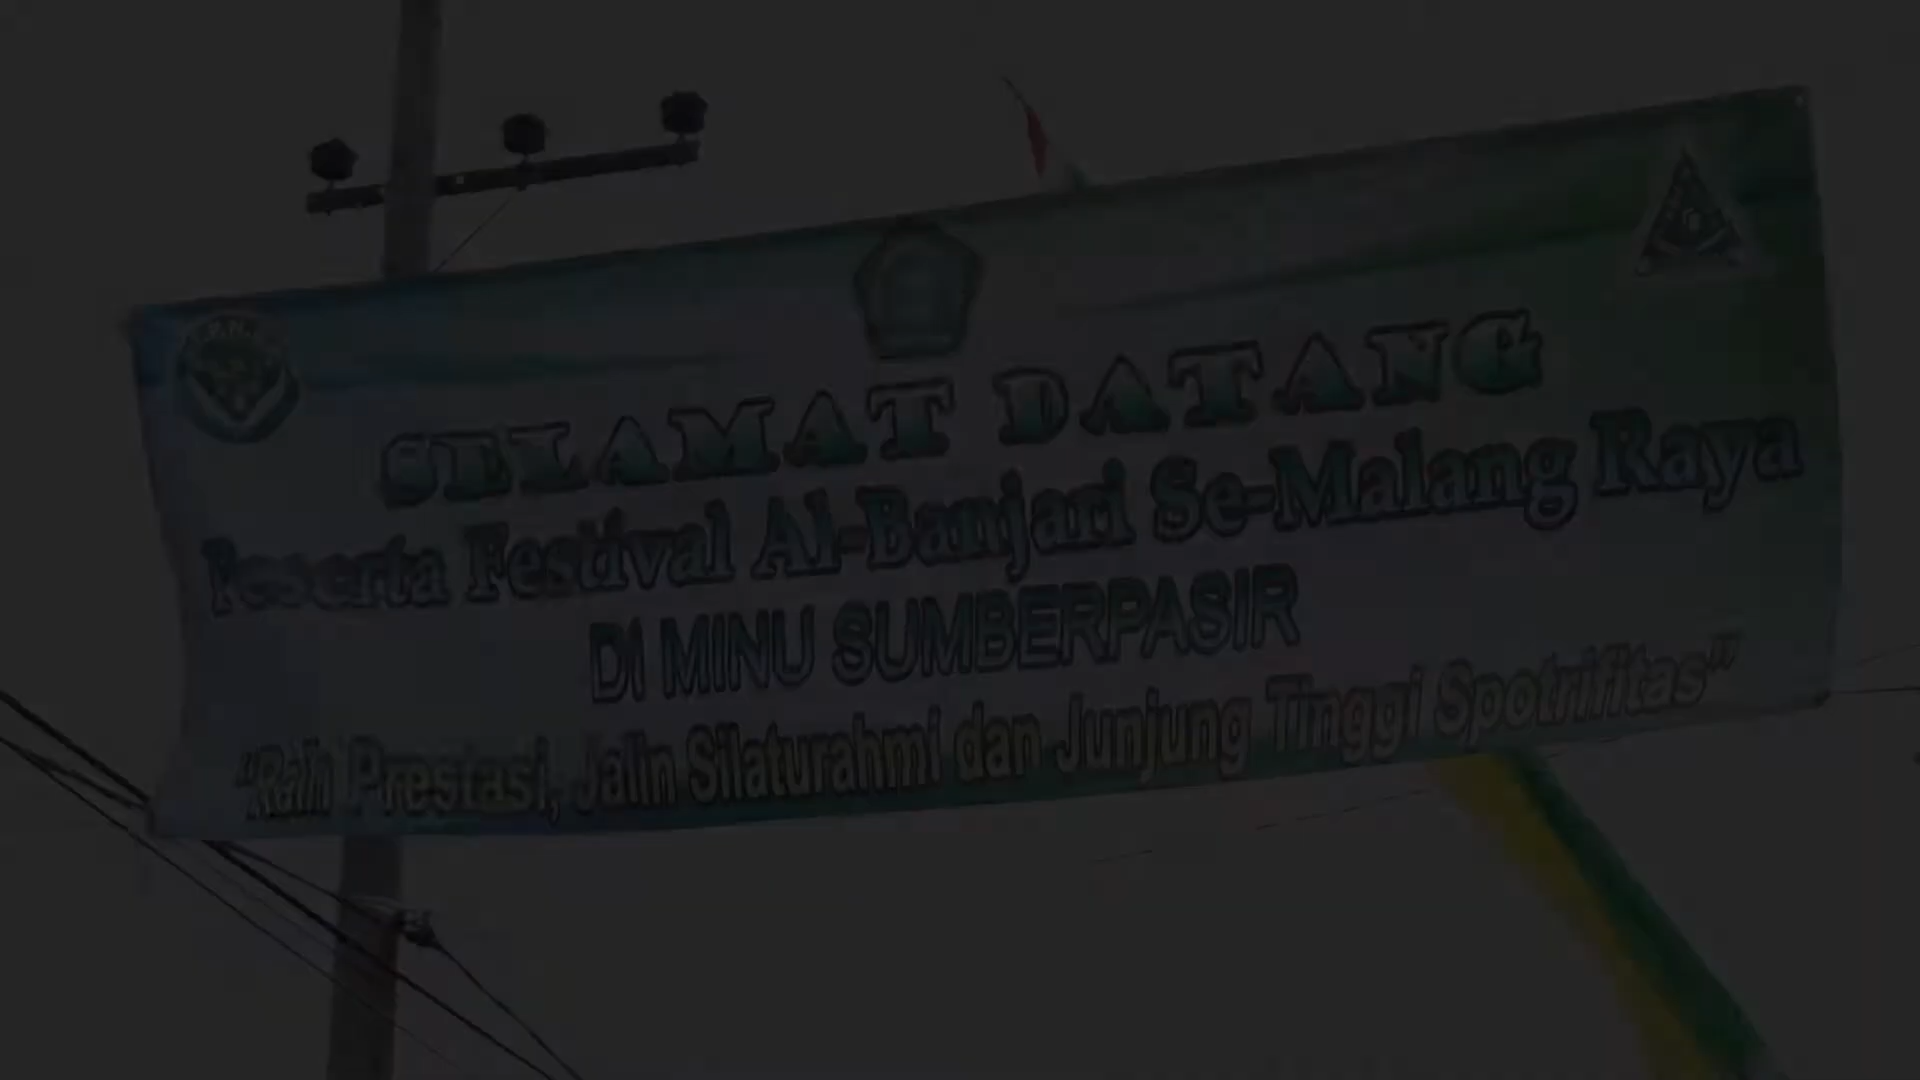 SELAMAT DATANG
Peserta Festival Al-Banjari Se-Malang Raya
DI MINU SUMBERPASIR
"Raih Prestasi, Jalin Silaturahmi dan Junjung Tinggi Spotrifitas"